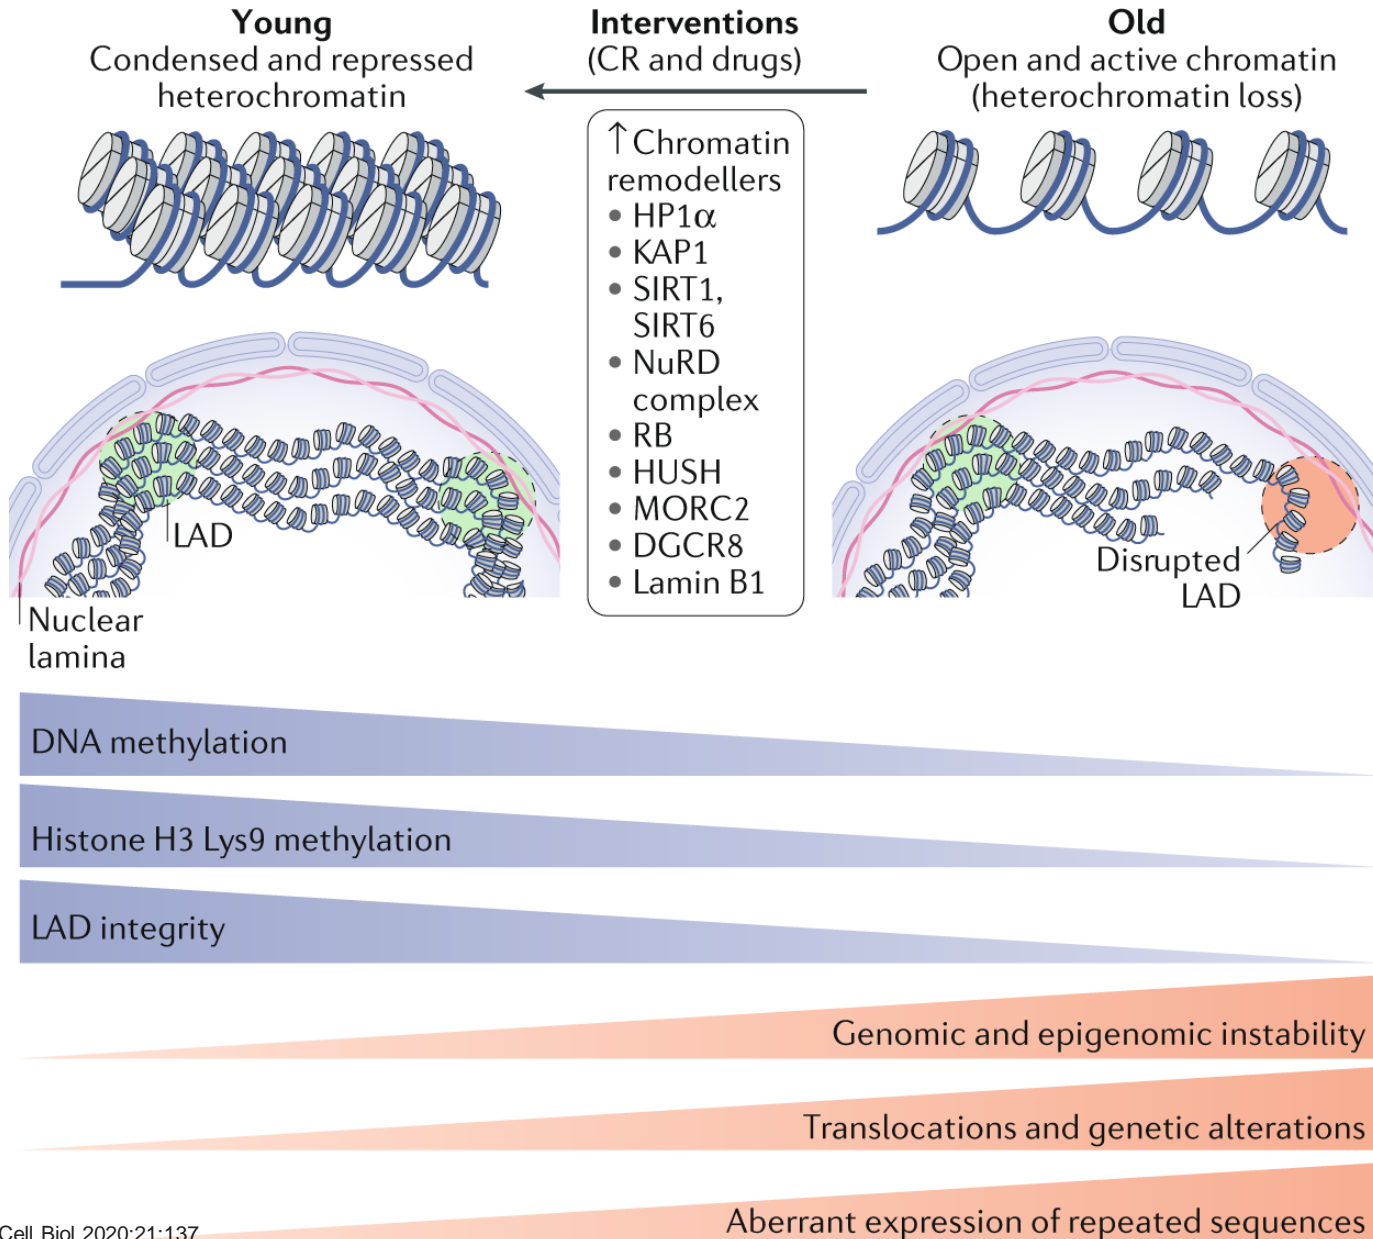 Young
Condensed and repressed
heterochromatin
Interventions
(CR and drugs)
Old
Open and active chromatin
(heterochromatin loss)
↑ Chromatin
remodellers
• HP1α
• KAP1
• SIRT1,
SIRT6
• NuRD
complex
• RB
• HUSH
• MORC2
• DGCR8
• Lamin B1
LAD
Nuclear
lamina
Disrupted
LAD
DNA methylation
Histone H3 Lys9 methylation
LAD integrity
Genomic and epigenomic instability
Translocations and genetic alterations
Aberrant expression of repeated sequences
Cell Biol 2020;21:137